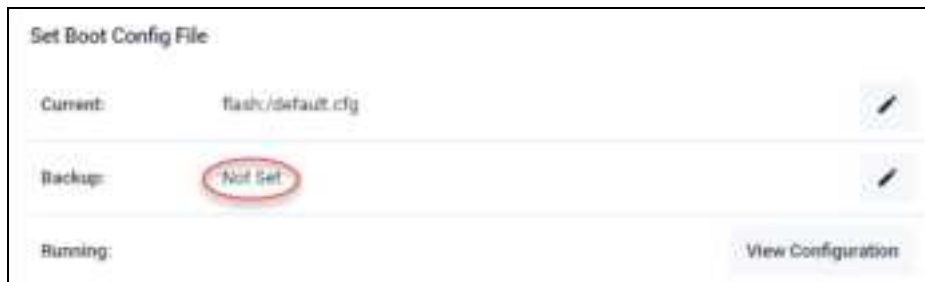 Set Boot Config File
Current: flash:/default.cfg
Backup: Not Set
Running: View Configuration